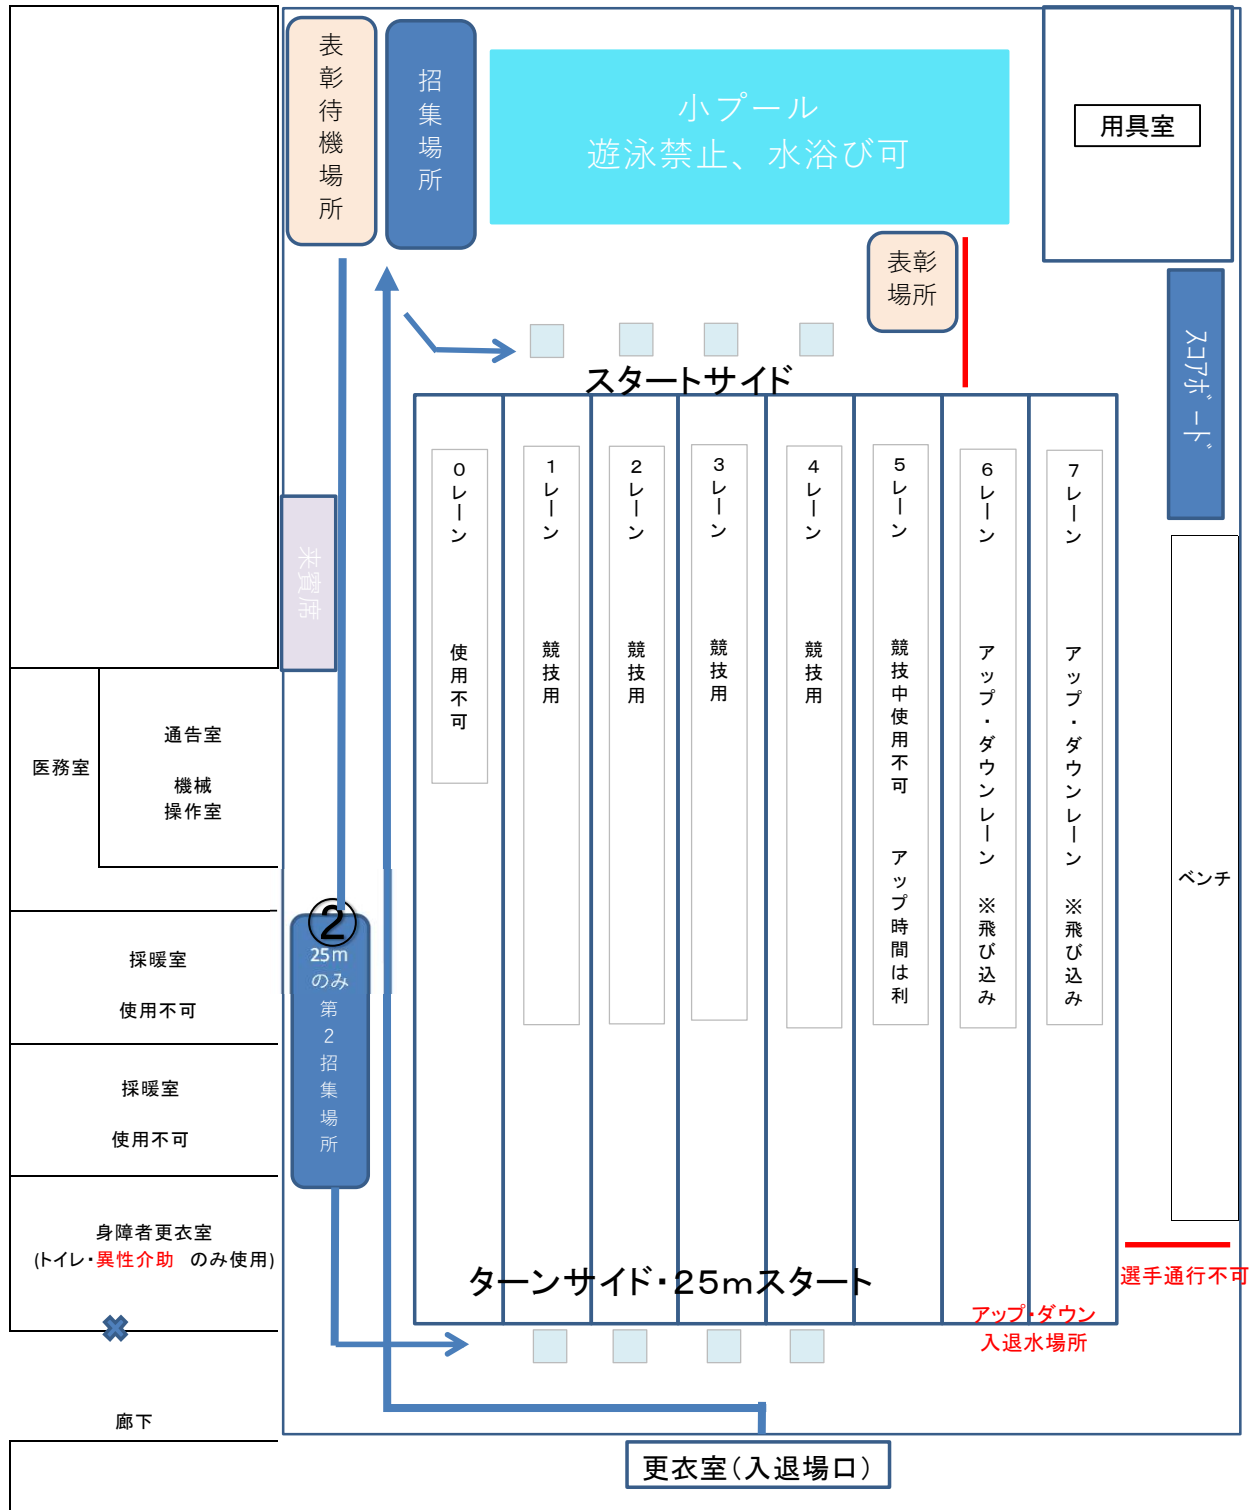 表彰待機場所
招集場所
小プール
遊泳禁止、水浴び可
用具室
表彰
場所
スコアボード
スタートサイド
0レーン 使用不可
1レーン 競技用
2レーン 競技用
3レーン 競技用
4レーン 競技用
5レーン 競技中使用不可 アップ時間は利
6レーン アップ・ダウンレーン ※飛び込み
7レーン アップ・ダウンレーン ※飛び込み
来賓席
医務室
通告室
機械
操作室
ベンチ
②
25m
のみ
第2招集場所
採暖室
使用不可
採暖室
使用不可
身障者更衣室
(トイレ・異性介助 のみ使用)
ターンサイド・25mスタート
選手通行不可
アップ・ダウン
入退水場所
廊下
更衣室(入退場口)